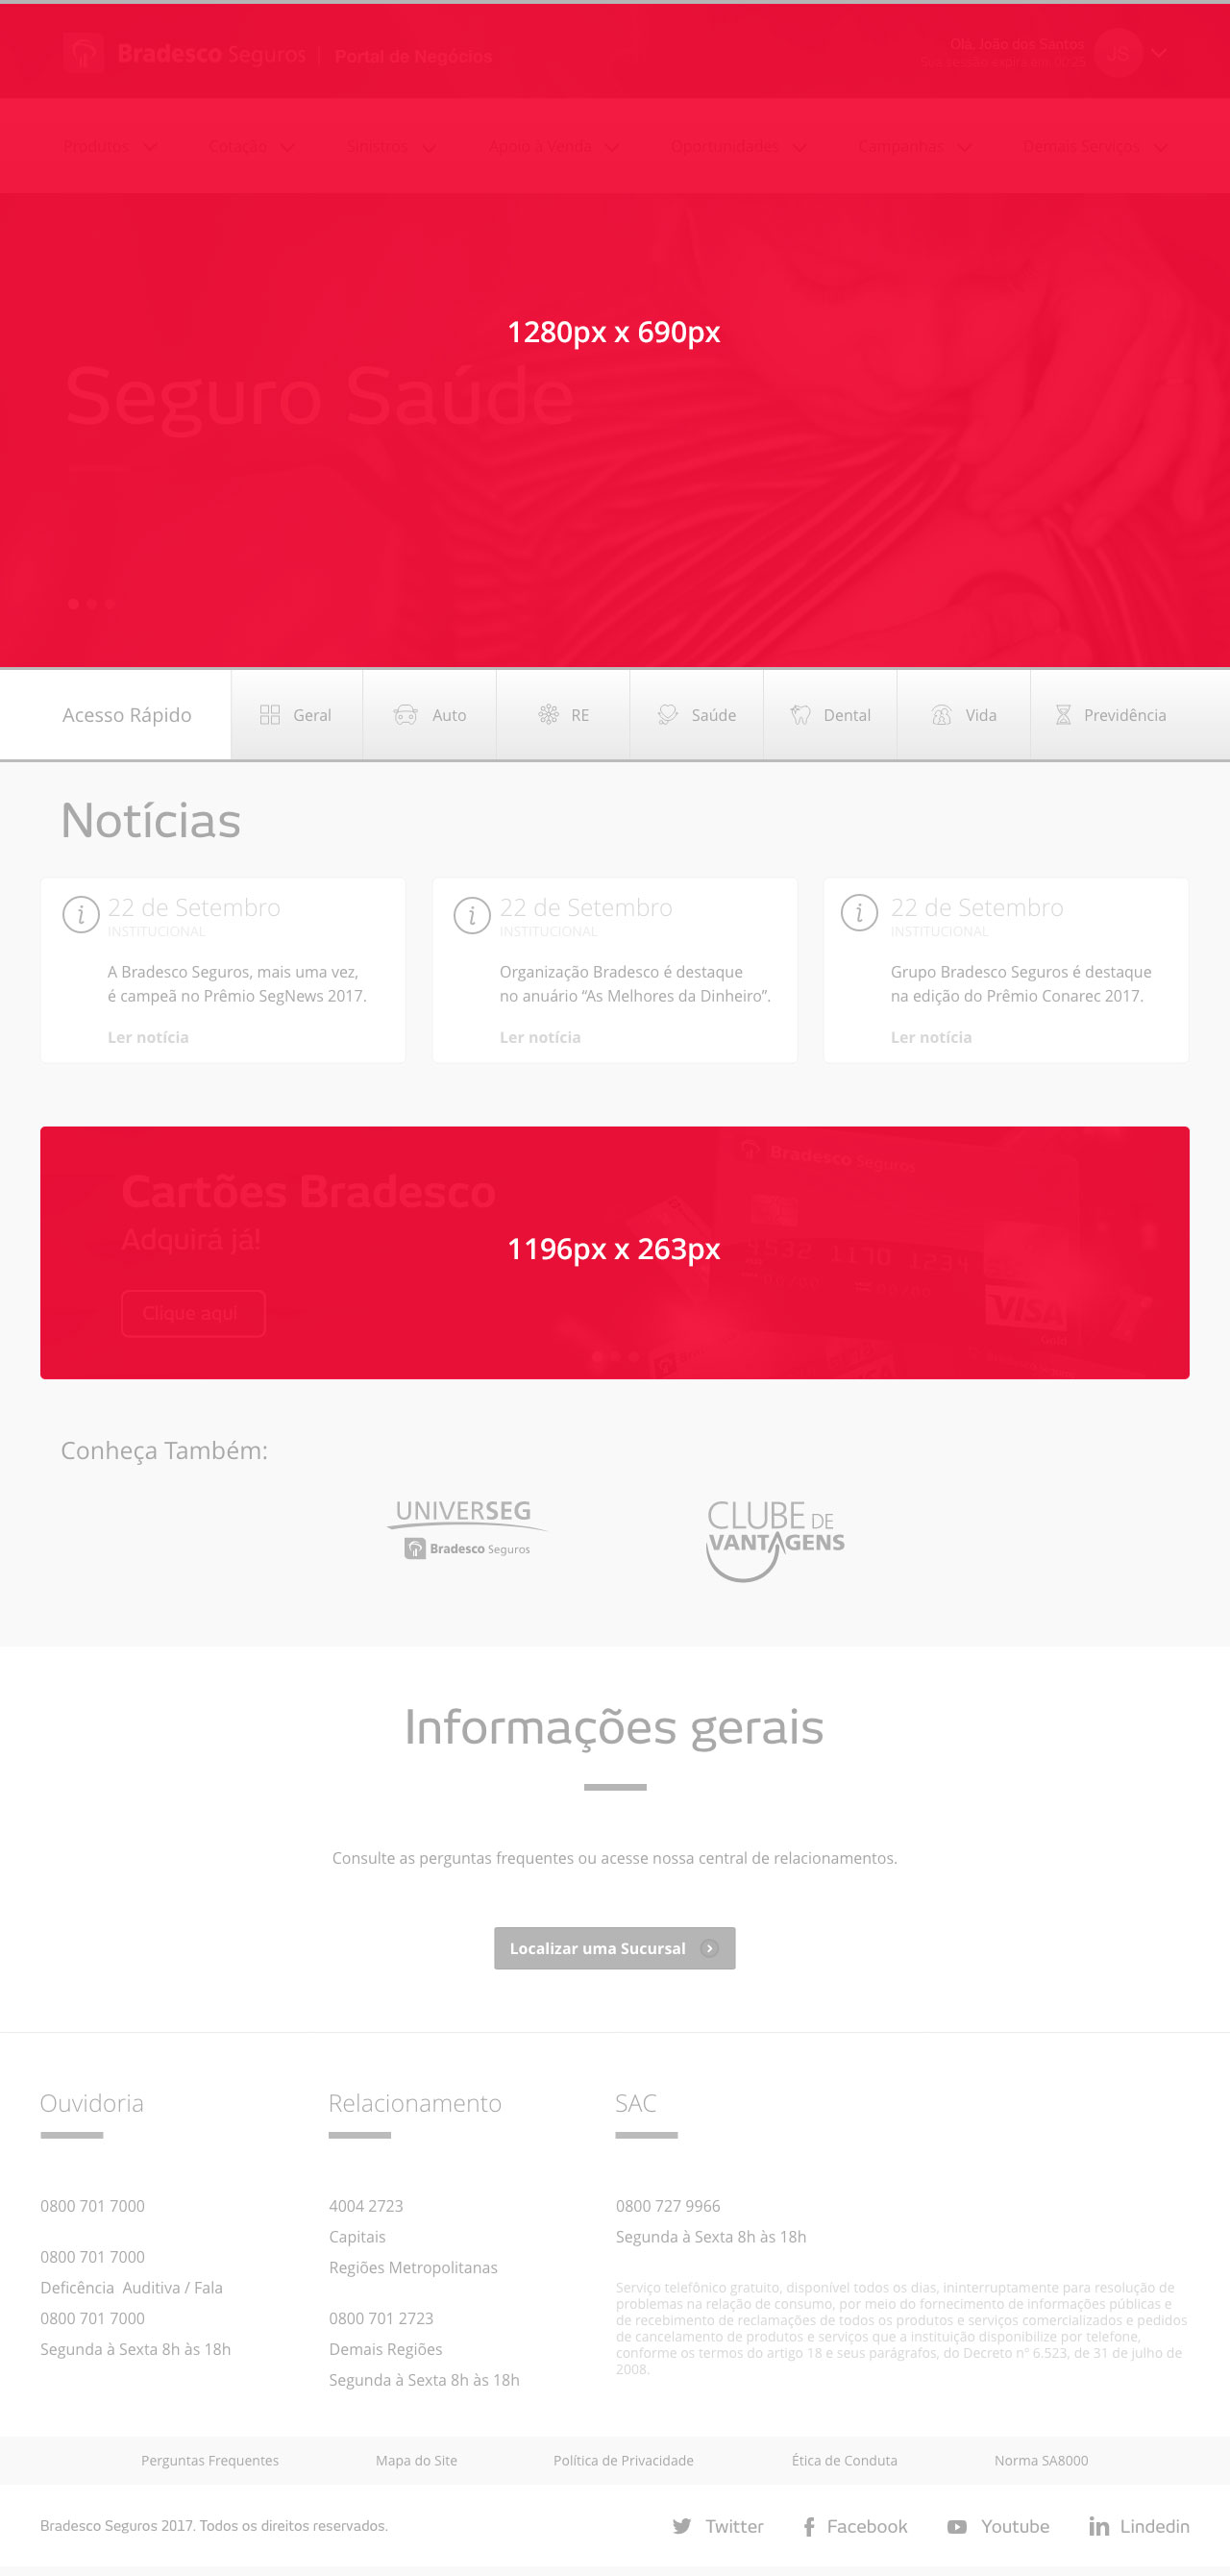 Bradesco Seguros | Portal de Negócios
Olá, João dos Santos
JS
Produtos Cotação Sinistros Apoio à Venda Oportunidades Campanhas Demais Serviços
1280px x 690px
Seguro Saúde
Acesso Rápido Geral Auto RE Saúde Dental Vida Previdência
Notícias
22 de Setembro
INSTITUCIONAL
A Bradesco Seguros, mais uma vez,
é campeã no Prêmio SegNews 2017.
Ler notícia
22 de Setembro
INSTITUCIONAL
Organização Bradesco é destaque
no anuário “As Melhores da Dinheiro”.
Ler notícia
22 de Setembro
INSTITUCIONAL
Grupo Bradesco Seguros é destaque
na edição do Prêmio Conarec 2017.
Ler notícia
Cartões Bradesco
Adquirá já!
Clique aqui
1196px x 263px
Bradesco Seguros
4532 1170 1234
VISA
Conheça Também:
UNIVERSEG
Bradesco Seguros
CLUBE DE
VANTAGENS
Informações gerais
Consulte as perguntas frequentes ou acesse nossa central de relacionamentos.
Localizar uma Sucursal
Ouvidoria
0800 701 7000
0800 701 7000
Deficência Auditiva / Fala
0800 701 7000
Segunda à Sexta 8h às 18h
Relacionamento
4004 2723
Capitais
Regiões Metropolitanas
0800 701 2723
Demais Regiões
Segunda à Sexta 8h às 18h
SAC
0800 727 9966
Segunda à Sexta 8h às 18h
Serviço telefônico gratuito, disponível todos os dias, ininterruptamente para resolução de
problemas na relação de consumo, por meio do fornecimento de informações públicas e
de recebimento de reclamações de todos os produtos e serviços comercializados e pedidos
de cancelamento de produtos e serviços que a instituição disponibilize por telefone,
conforme os termos do artigo 18 e seus parágrafos, do Decreto nº 6.523, de 31 de julho de
2008.
Perguntas Frequentes Mapa do Site Política de Privacidade Ética de Conduta Norma SA8000
Bradesco Seguros 2017. Todos os direitos reservados.
Twitter Facebook Youtube Lindedin